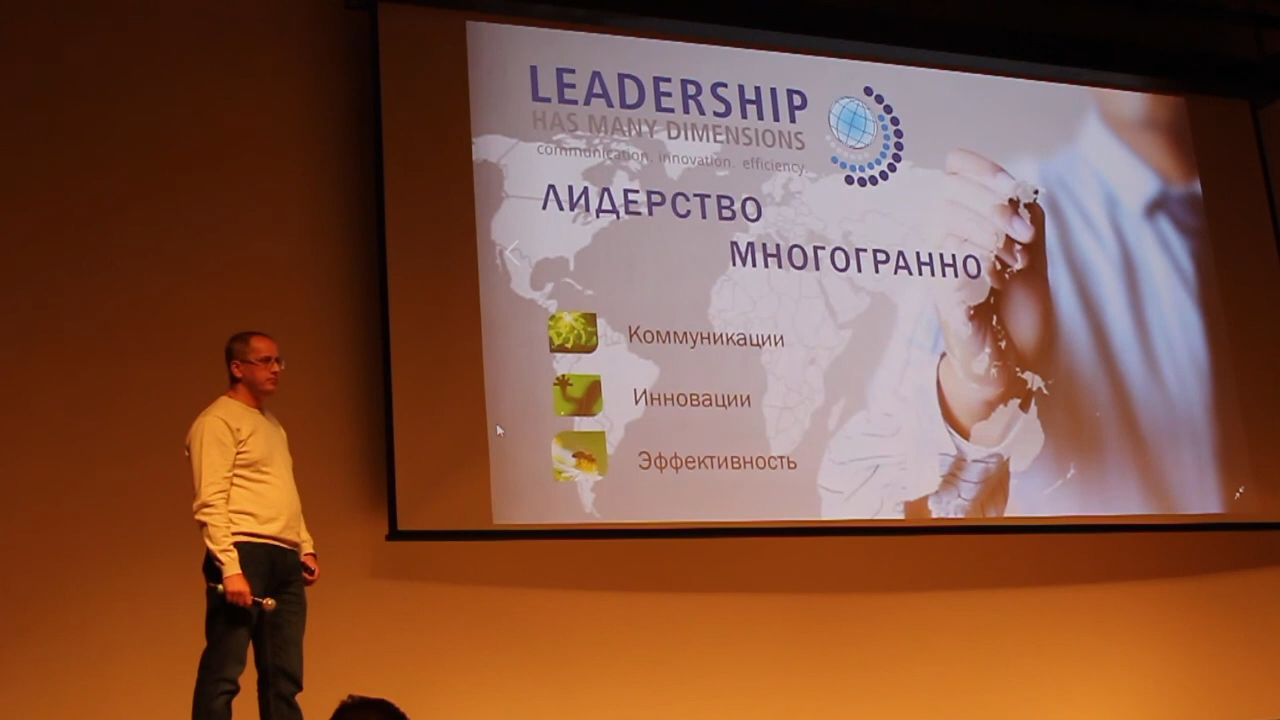 LEADERSHIP
HAS MANY DIMENSIONS
communication. innovation. efficiency.
ЛИДЕРСТВО
МНОГОГРАННО
Коммуникации
Инновации
Эффективность